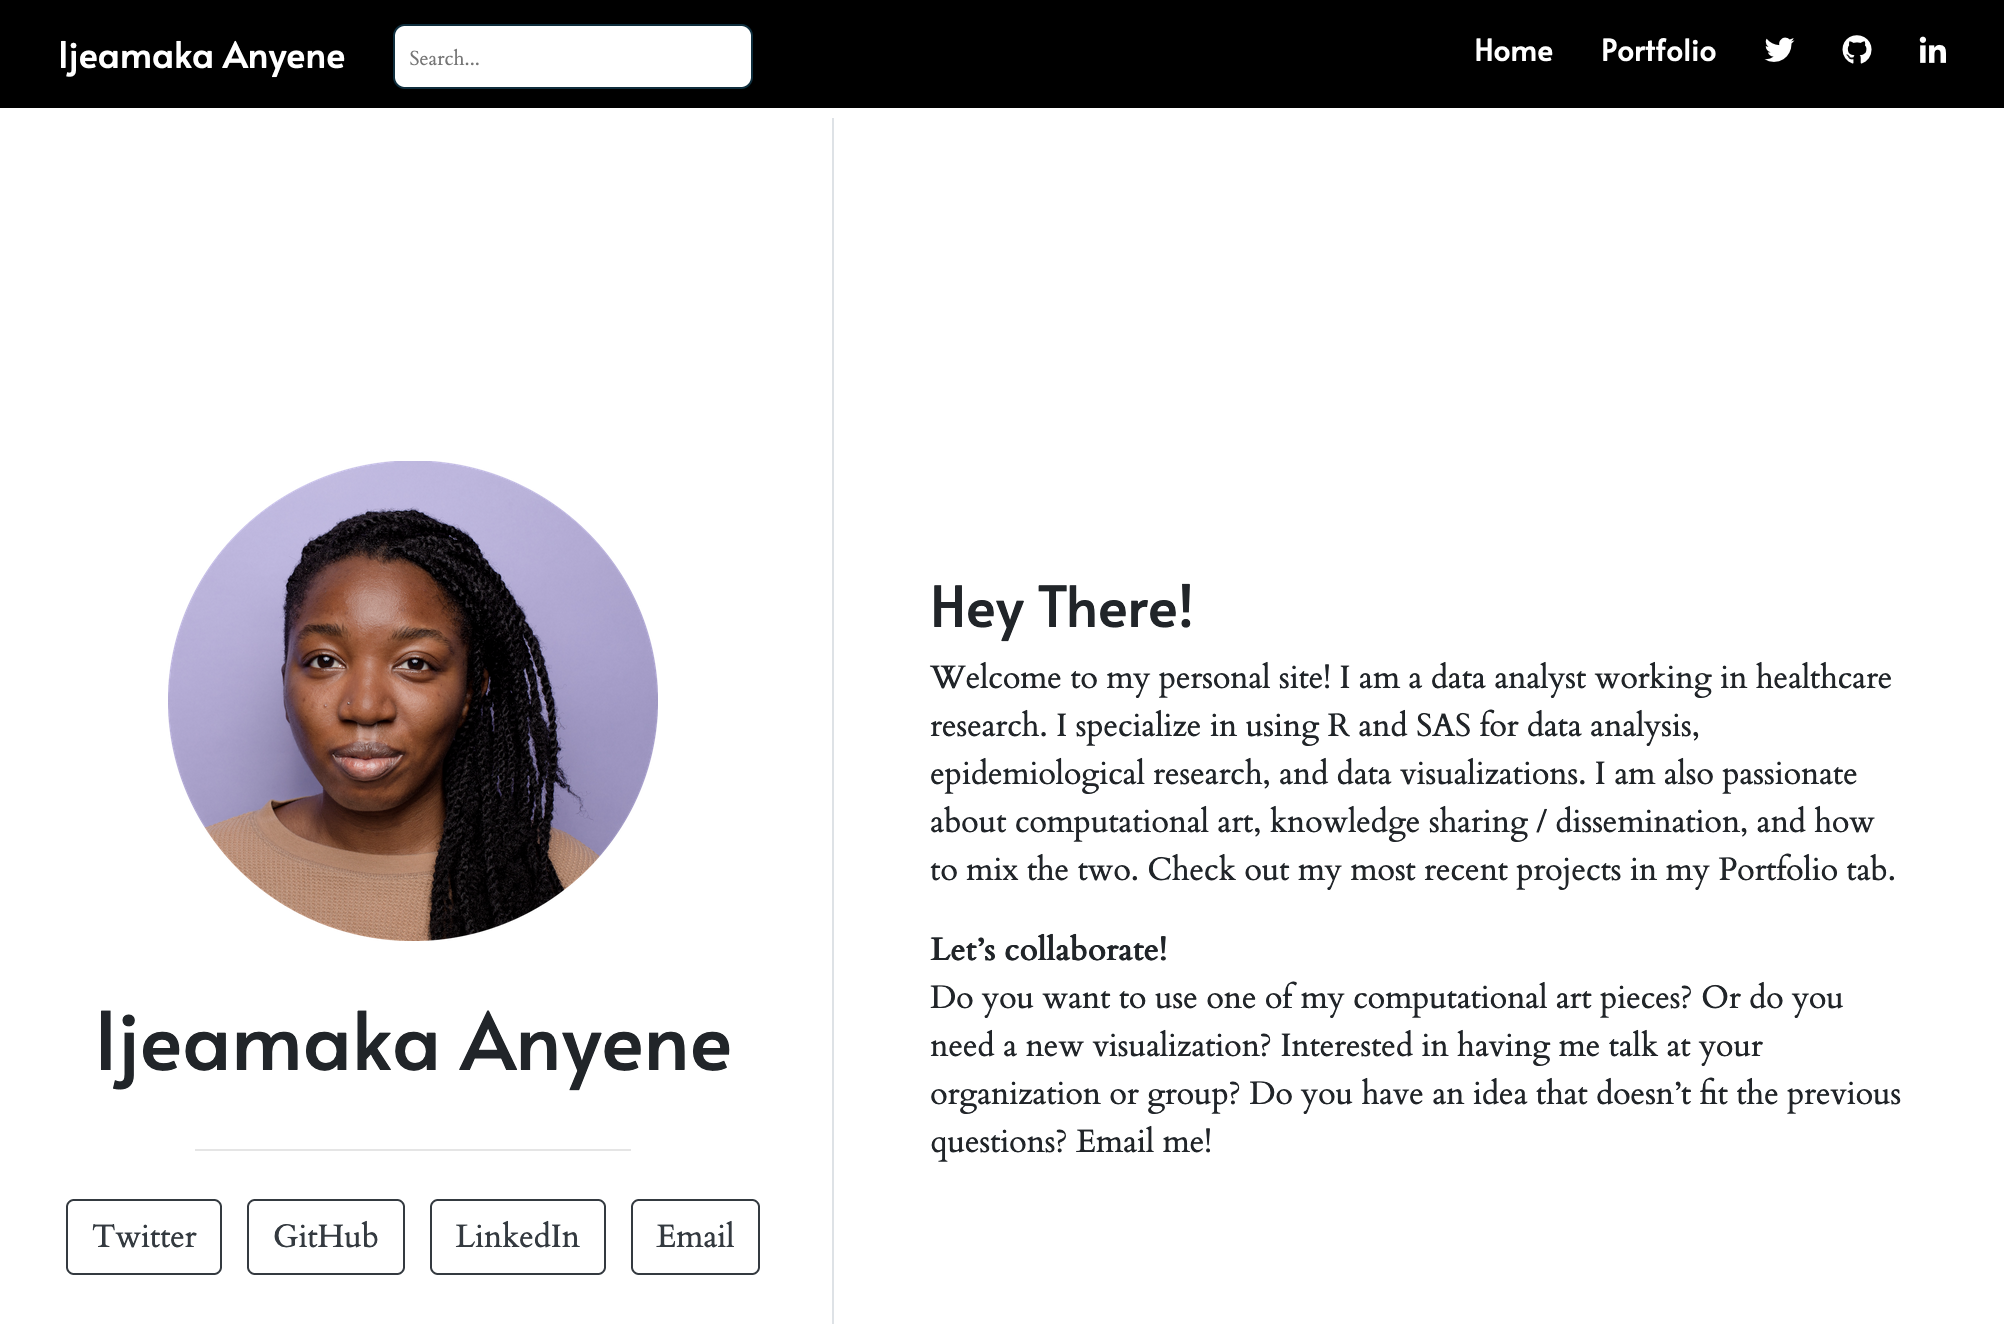 Ijeamaka Anyene
Search...
Home
Portfolio
Ijeamaka Anyene
Twitter
GitHub
LinkedIn
Email
Hey There!
Welcome to my personal site! I am a data analyst working in healthcare
research. I specialize in using R and SAS for data analysis,
epidemiological research, and data visualizations. I am also passionate
about computational art, knowledge sharing / dissemination, and how
to mix the two. Check out my most recent projects in my Portfolio tab.
Let’s collaborate!
Do you want to use one of my computational art pieces? Or do you
need a new visualization? Interested in having me talk at your
organization or group? Do you have an idea that doesn’t fit the previous
questions? Email me!